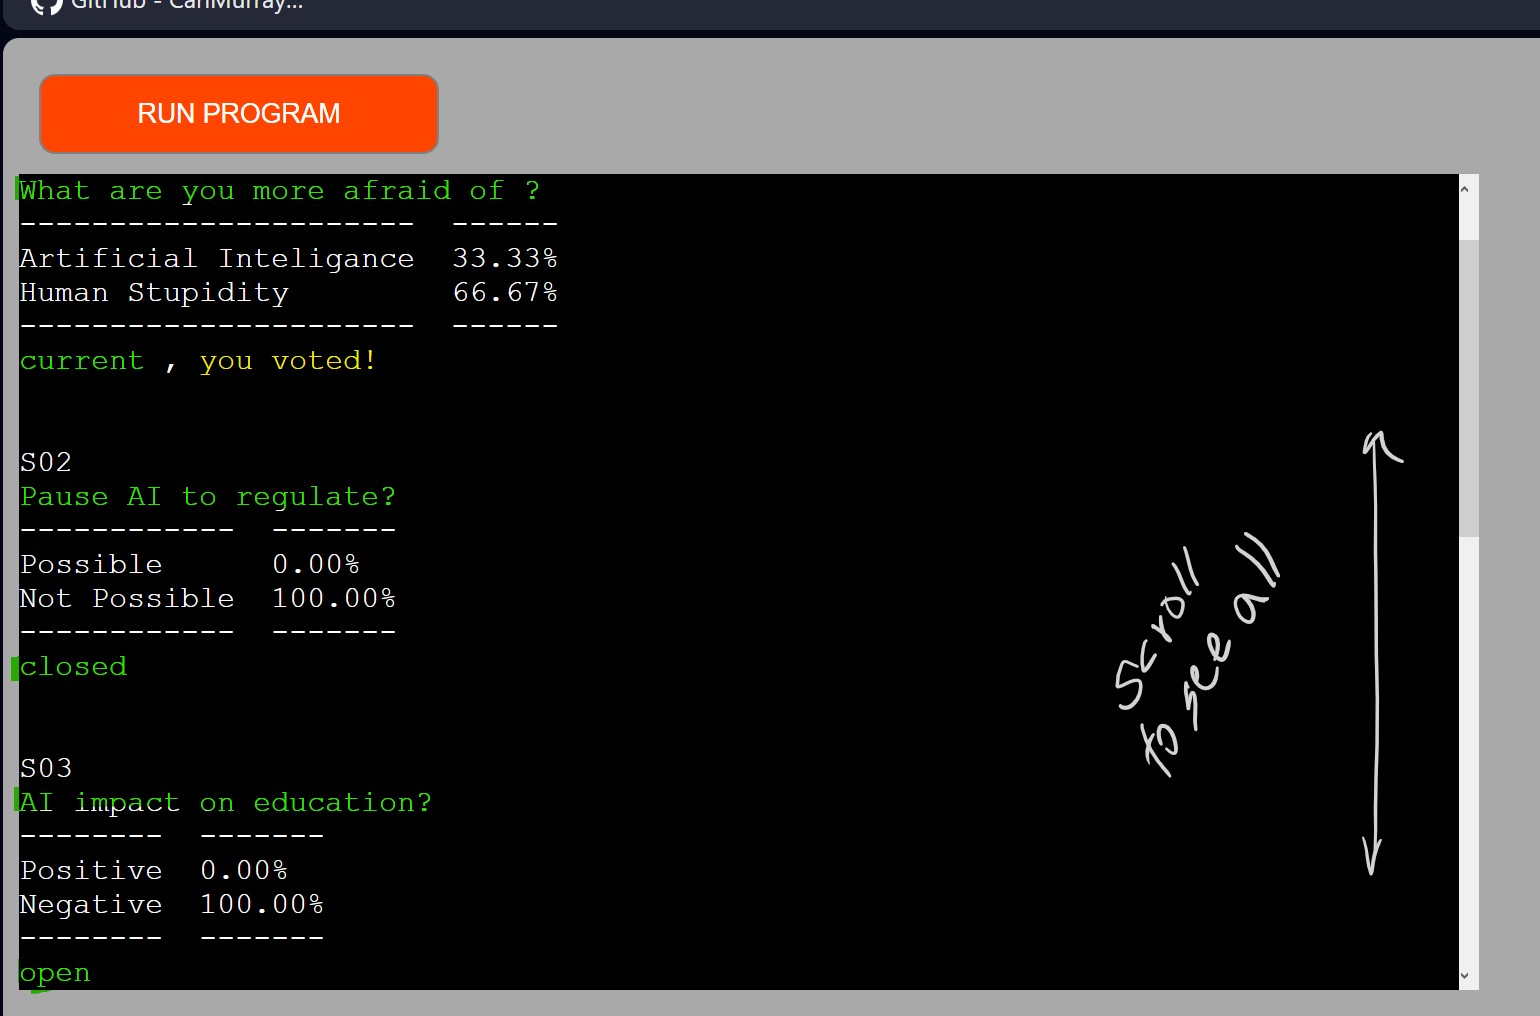 GitHub - CanMurray...
RUN PROGRAM
What are you more afraid of ?
----------------------  ------
Artificial Inteligance  33.33%
Human Stupidity         66.67%
----------------------  ------
current , you voted!
S02
Pause AI to regulate?
------------  -------
Possible      0.00%
Not Possible  100.00%
------------  -------
closed
S03
AI impact on education?
--------  -------
Positive  0.00%
Negative  100.00%
--------  -------
open
Scroll
to see all